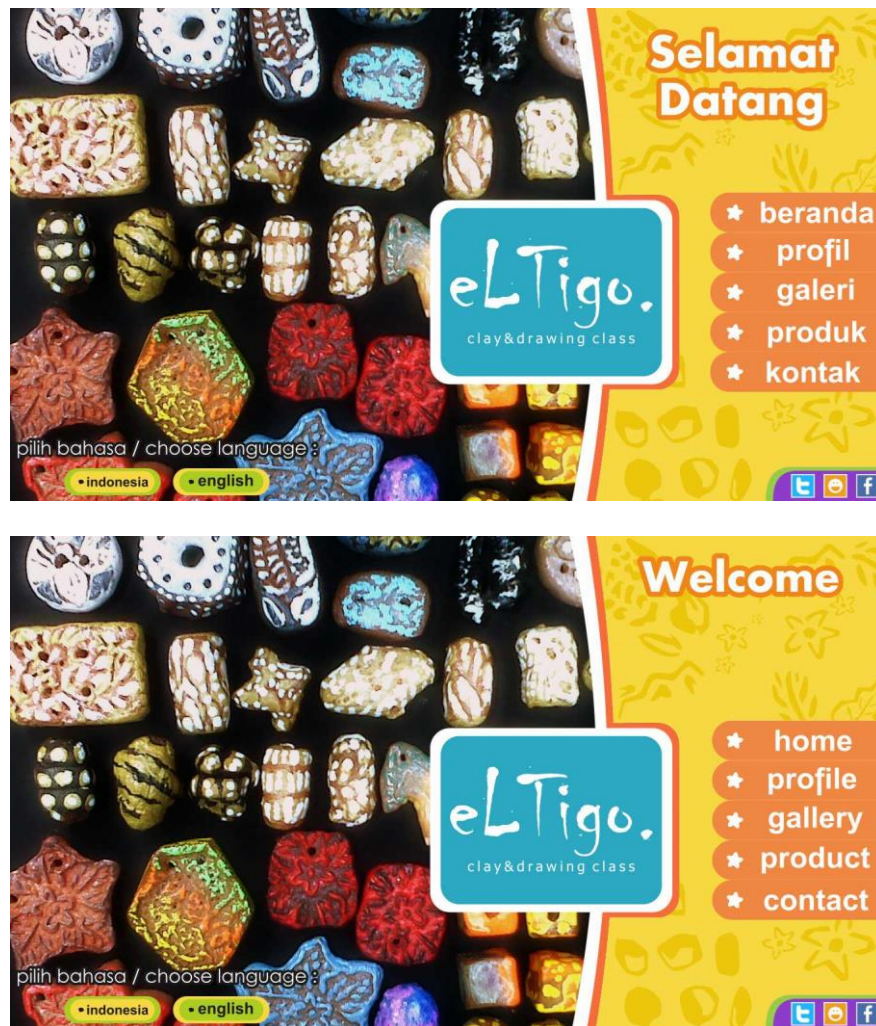 Selamat
Datang
beranda
profil
galeri
produk
kontak
eLTigo.
clay&drawing class
pilih bahasa / choose language :
• indonesia
• english
Welcome
home
profile
gallery
product
contact
eLTigo.
clay&drawing class
pilih bahasa / choose language :
• indonesia
• english